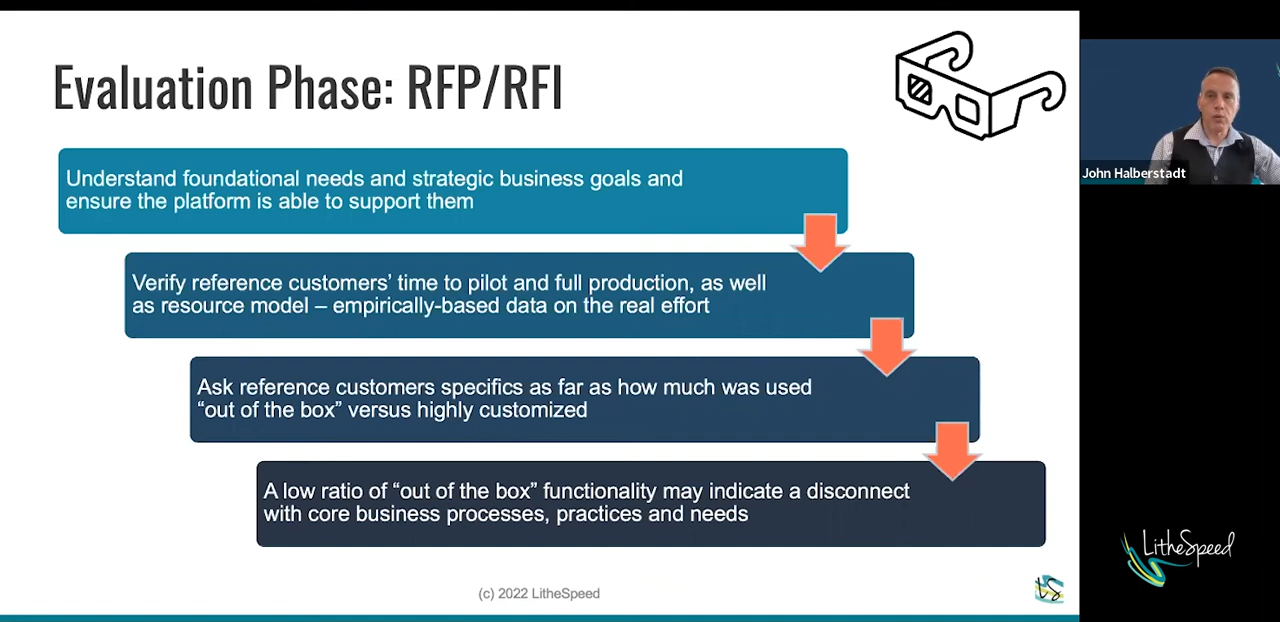 Evaluation Phase: RFP/RFI
Understand foundational needs and strategic business goals and
ensure the platform is able to support them
Verify reference customers’ time to pilot and full production, as well
as resource model – empirically-based data on the real effort
Ask reference customers specifics as far as how much was used
“out of the box” versus highly customized
A low ratio of “out of the box” functionality may indicate a disconnect
with core business processes, practices and needs
(c) 2022 LitheSpeed
LS
John Halberstadt
LitheSpeed